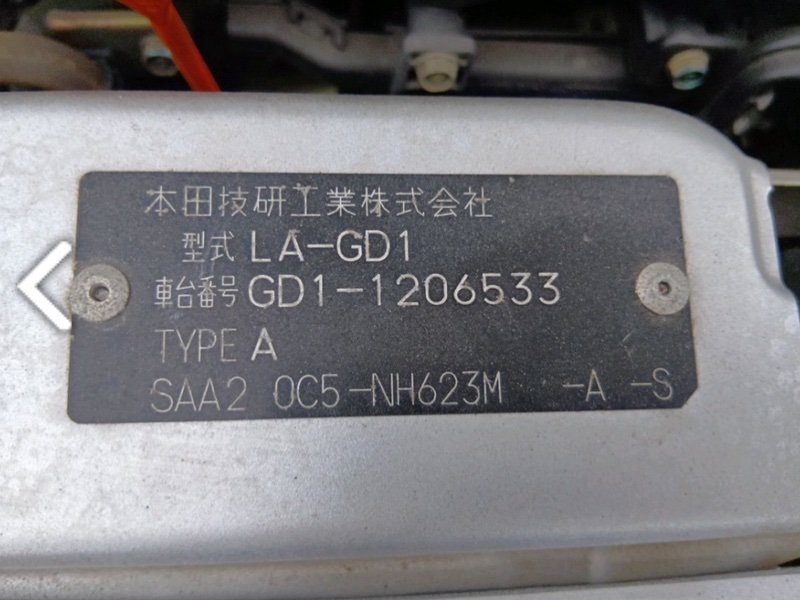 本田技研工業株式会社
型式 LA-GD1
車台番号 GD1-1206533
TYPE A
SAA2 0C5-NH623M -A -S